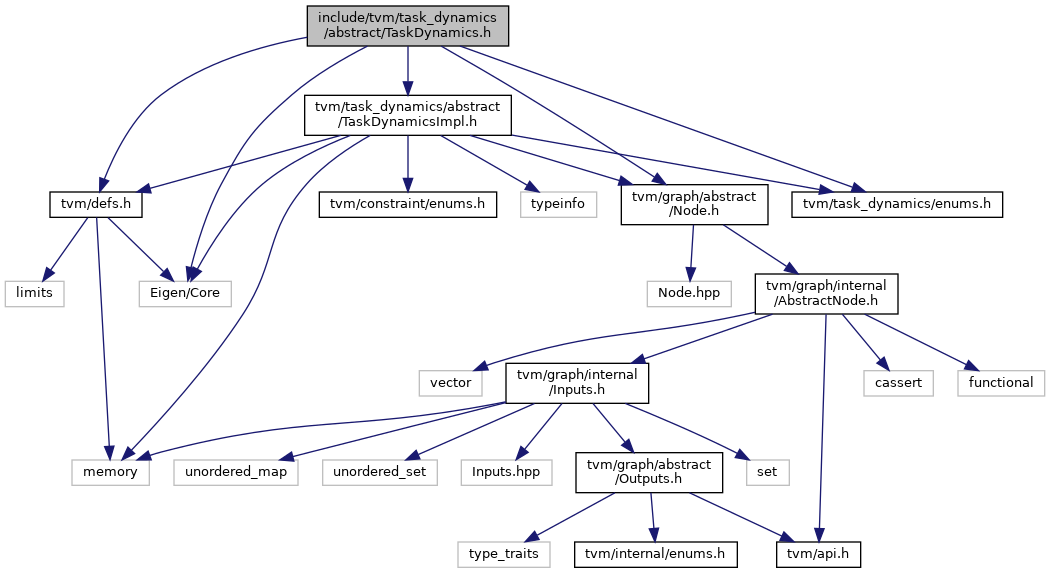 include/tvm/task_dynamics
/abstract/TaskDynamics.h
tvm/task_dynamics/abstract
/TaskDynamicsImpl.h
tvm/defs.h
tvm/constraint/enums.h
typeinfo
tvm/graph/abstract
/Node.h
tvm/task_dynamics/enums.h
limits
Eigen/Core
Node.hpp
tvm/graph/internal
/AbstractNode.h
vector
tvm/graph/internal
/Inputs.h
cassert
functional
memory
unordered_map
unordered_set
Inputs.hpp
tvm/graph/abstract
/Outputs.h
set
type_traits
tvm/internal/enums.h
tvm/api.h